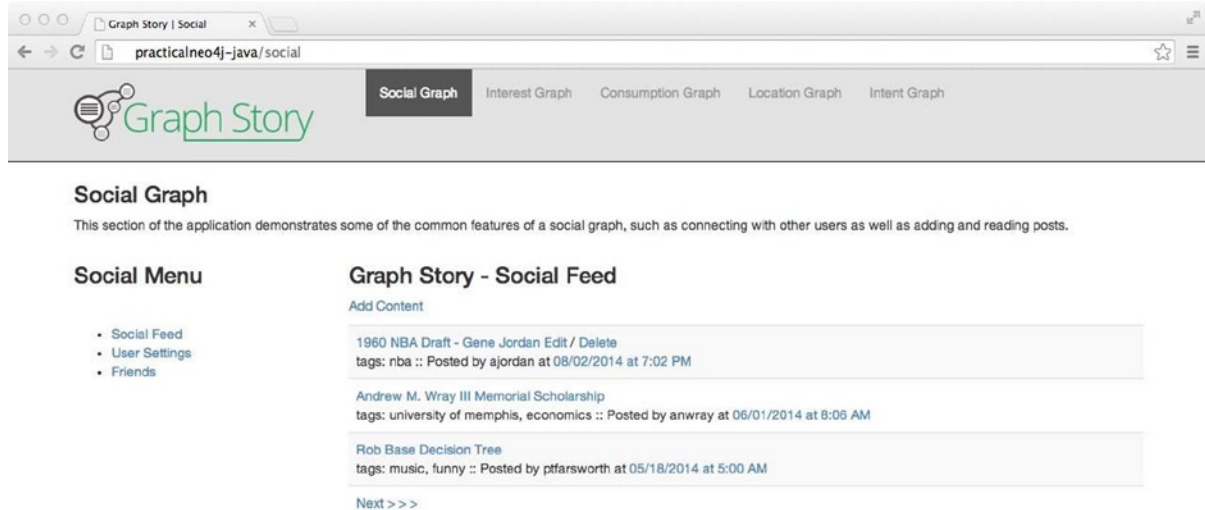 Graph Story | Social
practicalneo4j-java/social
Graph Story
Social Graph Interest Graph Consumption Graph Location Graph Intent Graph
Social Graph
This section of the application demonstrates some of the common features of a social graph, such as connecting with other users as well as adding and reading posts.
Social Menu
• Social Feed
• User Settings
• Friends
Graph Story - Social Feed
Add Content
1960 NBA Draft - Gene Jordan Edit / Delete
tags: nba :: Posted by ajordan at 08/02/2014 at 7:02 PM
Andrew M. Wray III Memorial Scholarship
tags: university of memphis, economics :: Posted by anwray at 06/01/2014 at 8:06 AM
Rob Base Decision Tree
tags: music, funny :: Posted by ptfarsworth at 05/18/2014 at 5:00 AM
Next > > >